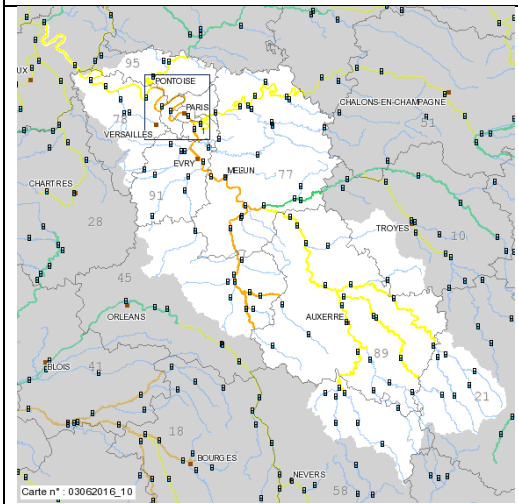 95
PONTOISE
UX
PARIS
CHALONS-EN-CHAMPAGNE
51
VERSAILLES
EVRY
MELUN
77
CHARTRES
91
28
TROYES
10
45
ORLEANS
AUXERRE
BLOIS
89
41
21
18
BOURGES
NEVERS
58
Carte n° : 03062016_10